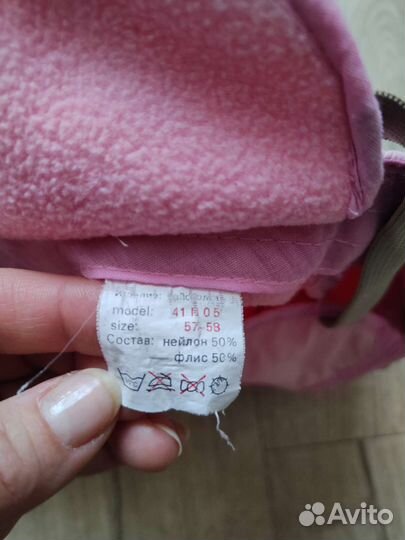 model: 41 R 05
size: 57-58
Состав: нейлон 50%
— флис 50%
Avito